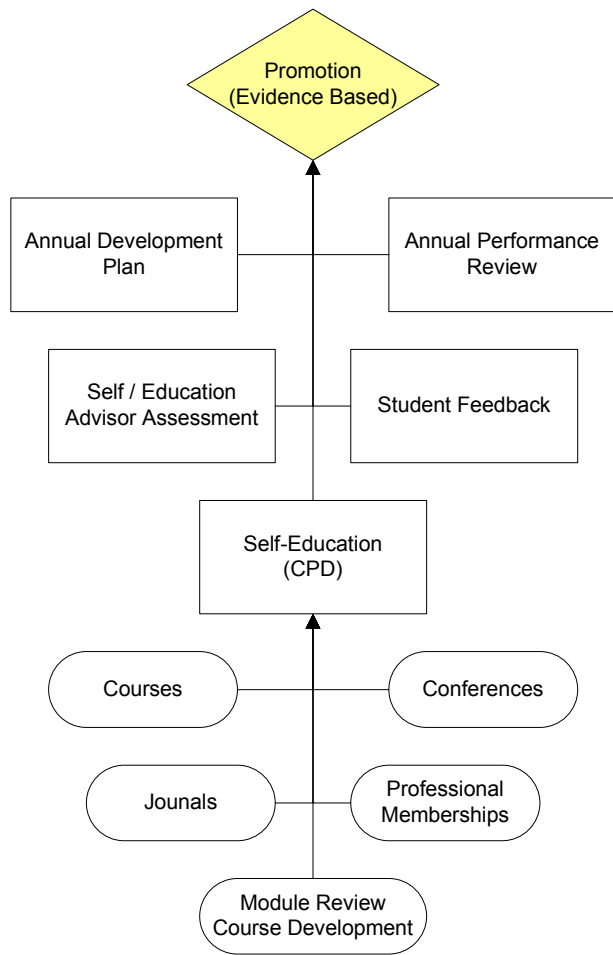 Promotion
(Evidence Based)
Annual Development
Plan
Annual Performance
Review
Self / Education
Advisor Assessment
Student Feedback
Self-Education
(CPD)
Courses
Conferences
Jounals
Professional
Memberships
Module Review
Course Development